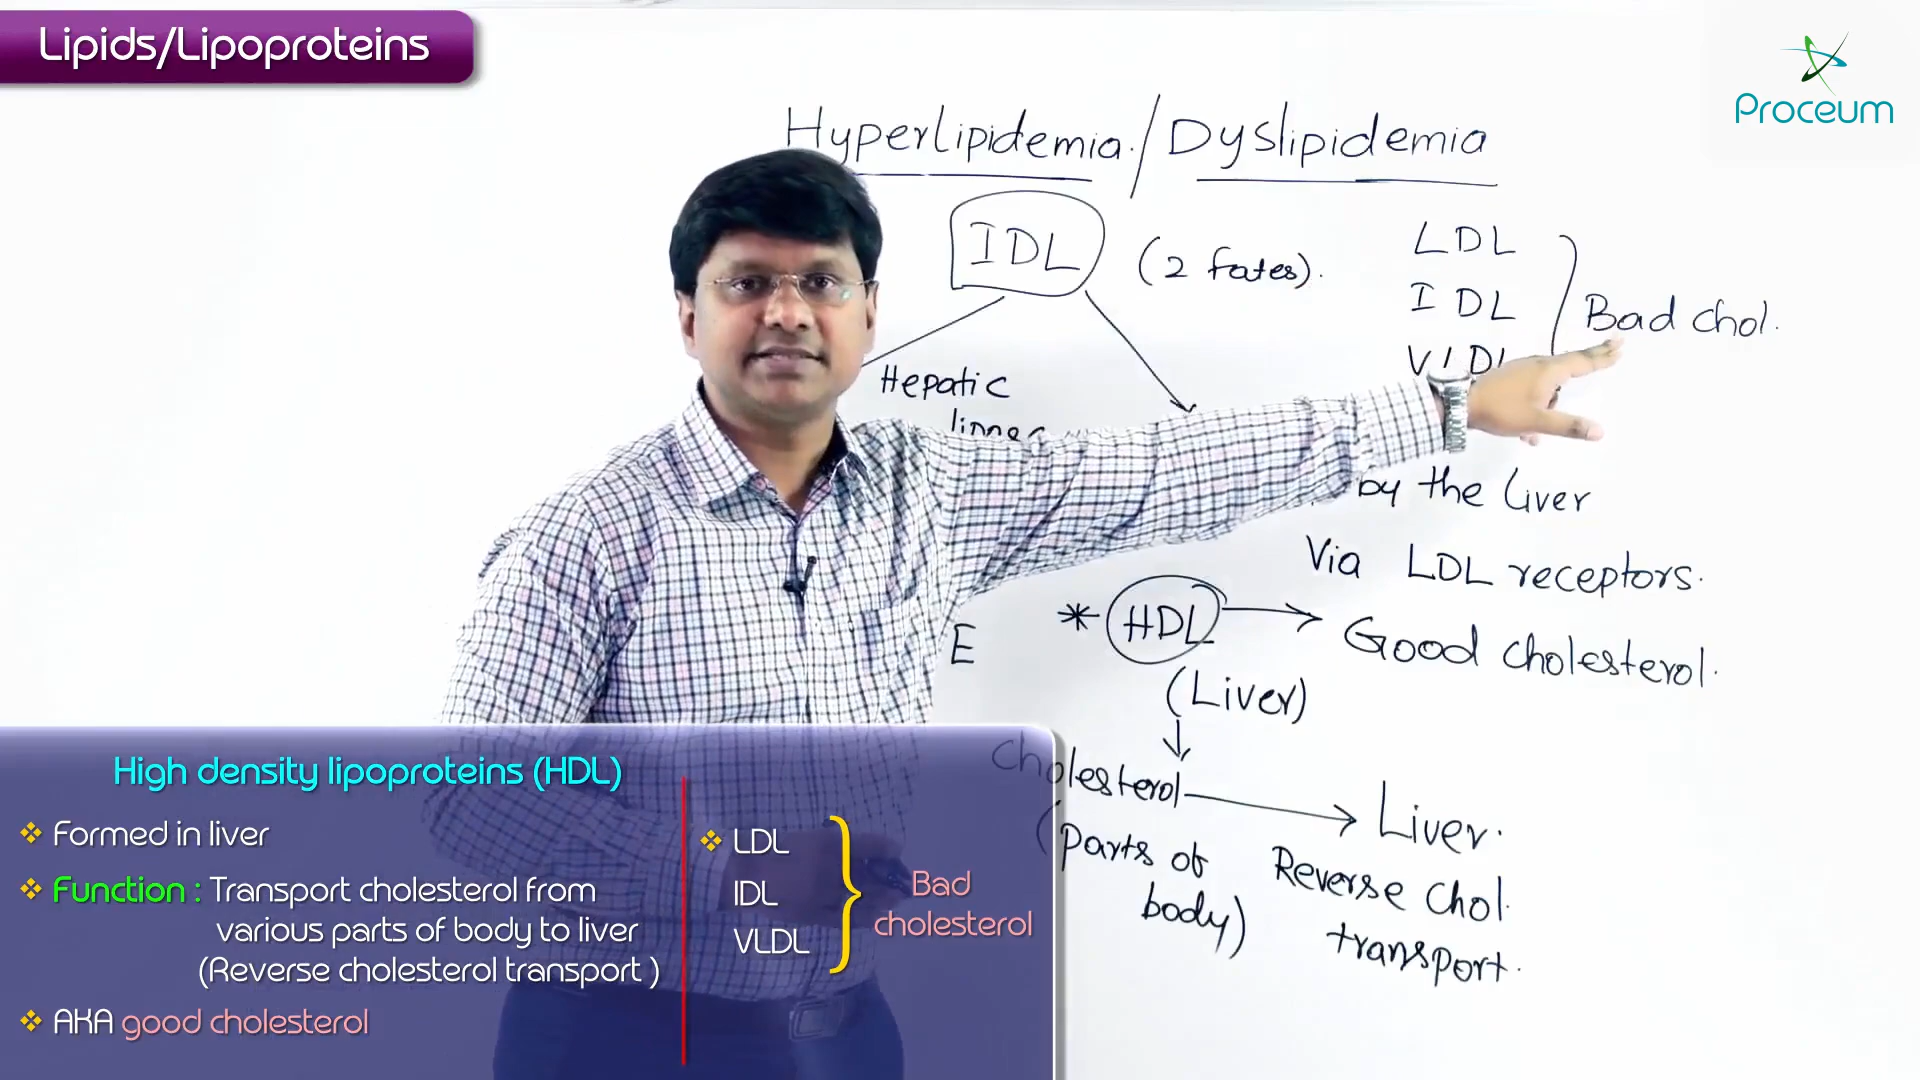 Lipids/Lipoproteins
Proceum
Hyperlipidemia / Dyslipidemia
IDL (2 fates).
LDL
IDL
VLDL
Bad chol.
Hepatic
by the Liver
Via LDL receptors.
* HDL → Good cholesterol.
E
(Liver)
↓
Cholesterol → Liver.
(Parts of
body)
Reverse Chol.
transport.
High density lipoproteins (HDL)
❖ Formed in liver
❖ Function : Transport cholesterol from
various parts of body to liver
(Reverse cholesterol transport )
❖ AKA good cholesterol
❖ LDL
IDL
VLDL
Bad
cholesterol